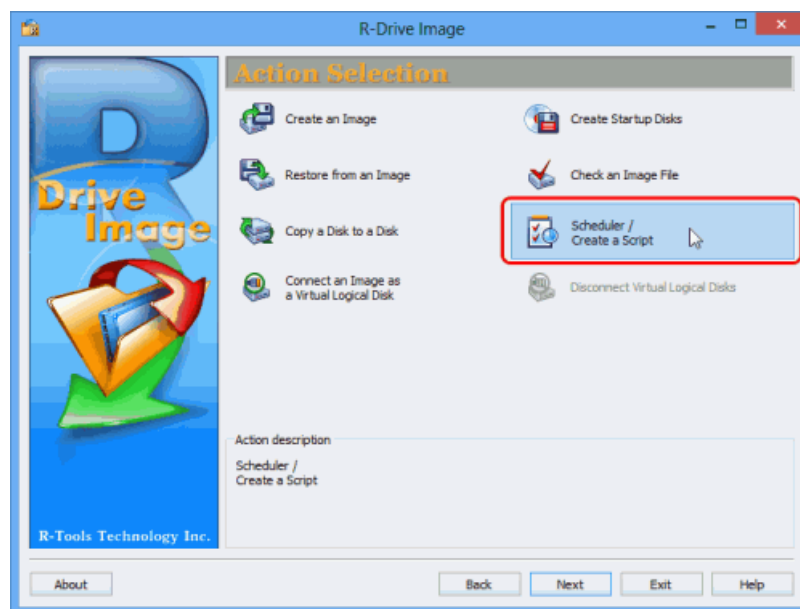 R-Drive Image
Action Selection
Create an Image
Create Startup Disks
Restore from an Image
Check an Image File
Copy a Disk to a Disk
Scheduler /
Create a Script
Connect an Image as
a Virtual Logical Disk
Disconnect Virtual Logical Disks
R
Drive
Image
R-Tools Technology Inc.
Action description
Scheduler /
Create a Script
About
Back
Next
Exit
Help